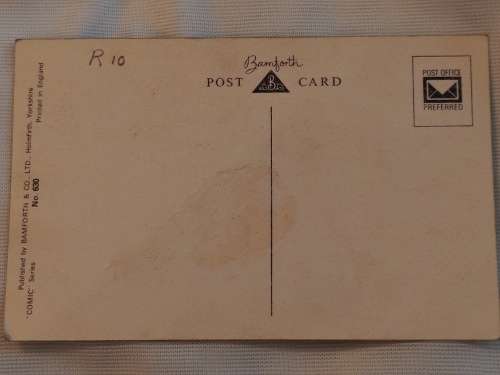 R 10
Bamforth
POST B CARD
POST OFFICE
PREFERRED
Published by BAMFORTH & CO. LTD., Holmfirth, Yorkshire
"COMIC" Series No. 630 Printed in England